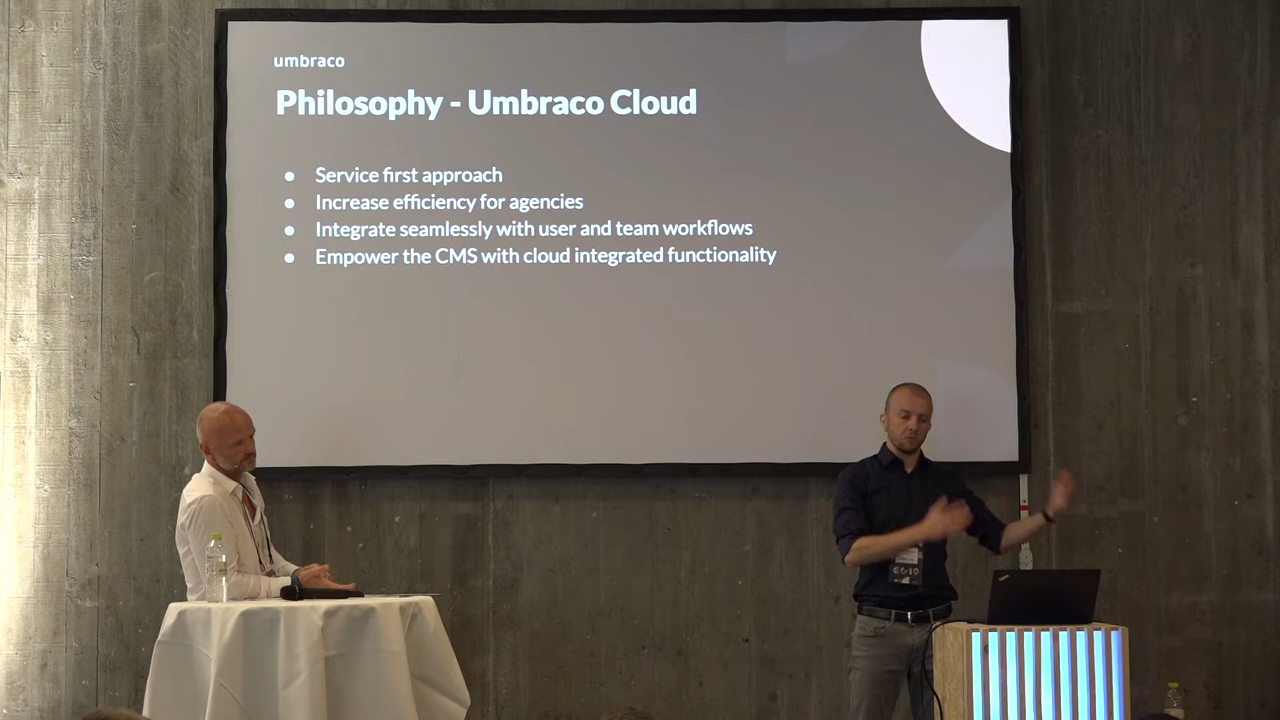 umbraco
Philosophy - Umbraco Cloud
● Service first approach
● Increase efficiency for agencies
● Integrate seamlessly with user and team workflows
● Empower the CMS with cloud integrated functionality
CG19